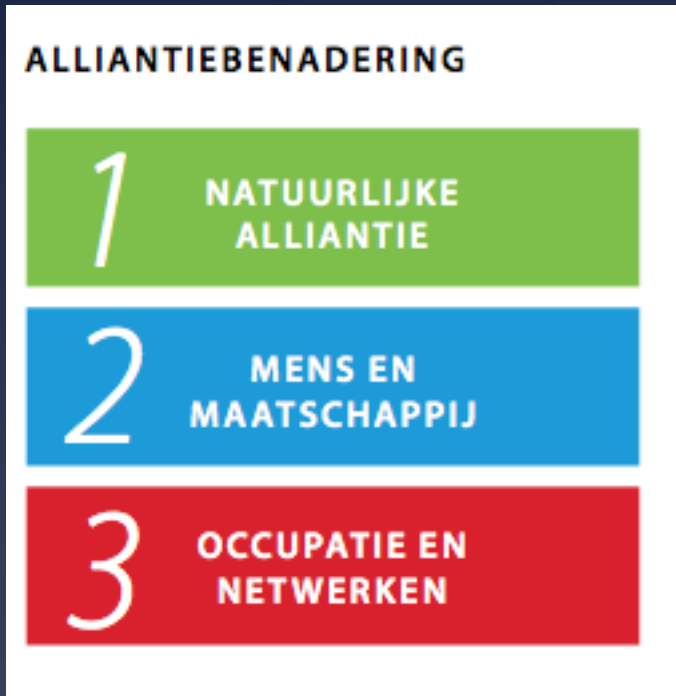 ALLIANTIEBENADERING
1
NATUURLIJKE
ALLIANTIE
2
MENS EN
MAATSCHAPPIJ
3
OCCUPATIE EN
NETWERKEN